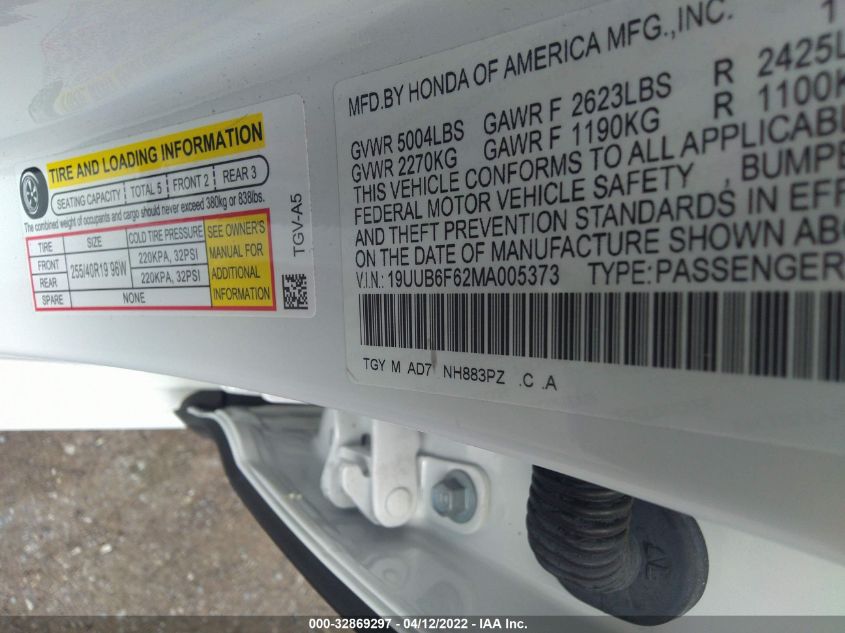 TIRE AND LOADING INFORMATION
SEATING CAPACITY TOTAL 5 FRONT 2 REAR 3
The combined weight of occupants and cargo should never exceed 380kg or 838lbs.
TIRE SIZE COLD TIRE PRESSURE SEE OWNER'S MANUAL FOR ADDITIONAL INFORMATION
FRONT 255/40R19 96W 220KPA, 32PSI
REAR 220KPA, 32PSI
SPARE NONE
TGV-A5
MFD.BY HONDA OF AMERICA MFG.,INC. 1
GVWR 5004LBS GAWR F 2623LBS R 2425L
GVWR 2270KG GAWR F 1190KG R 1100K
THIS VEHICLE CONFORMS TO ALL APPLICABLE
FEDERAL MOTOR VEHICLE SAFETY , BUMPE
AND THEFT PREVENTION STANDARDS IN EFF
ON THE DATE OF MANUFACTURE SHOWN ABO
V.I.N.: 19UUB6F62MA005373 TYPE:PASSENGER
TGY M AD7 NH883PZ .C .A
000-32869297 - 04/12/2022 - IAA Inc.